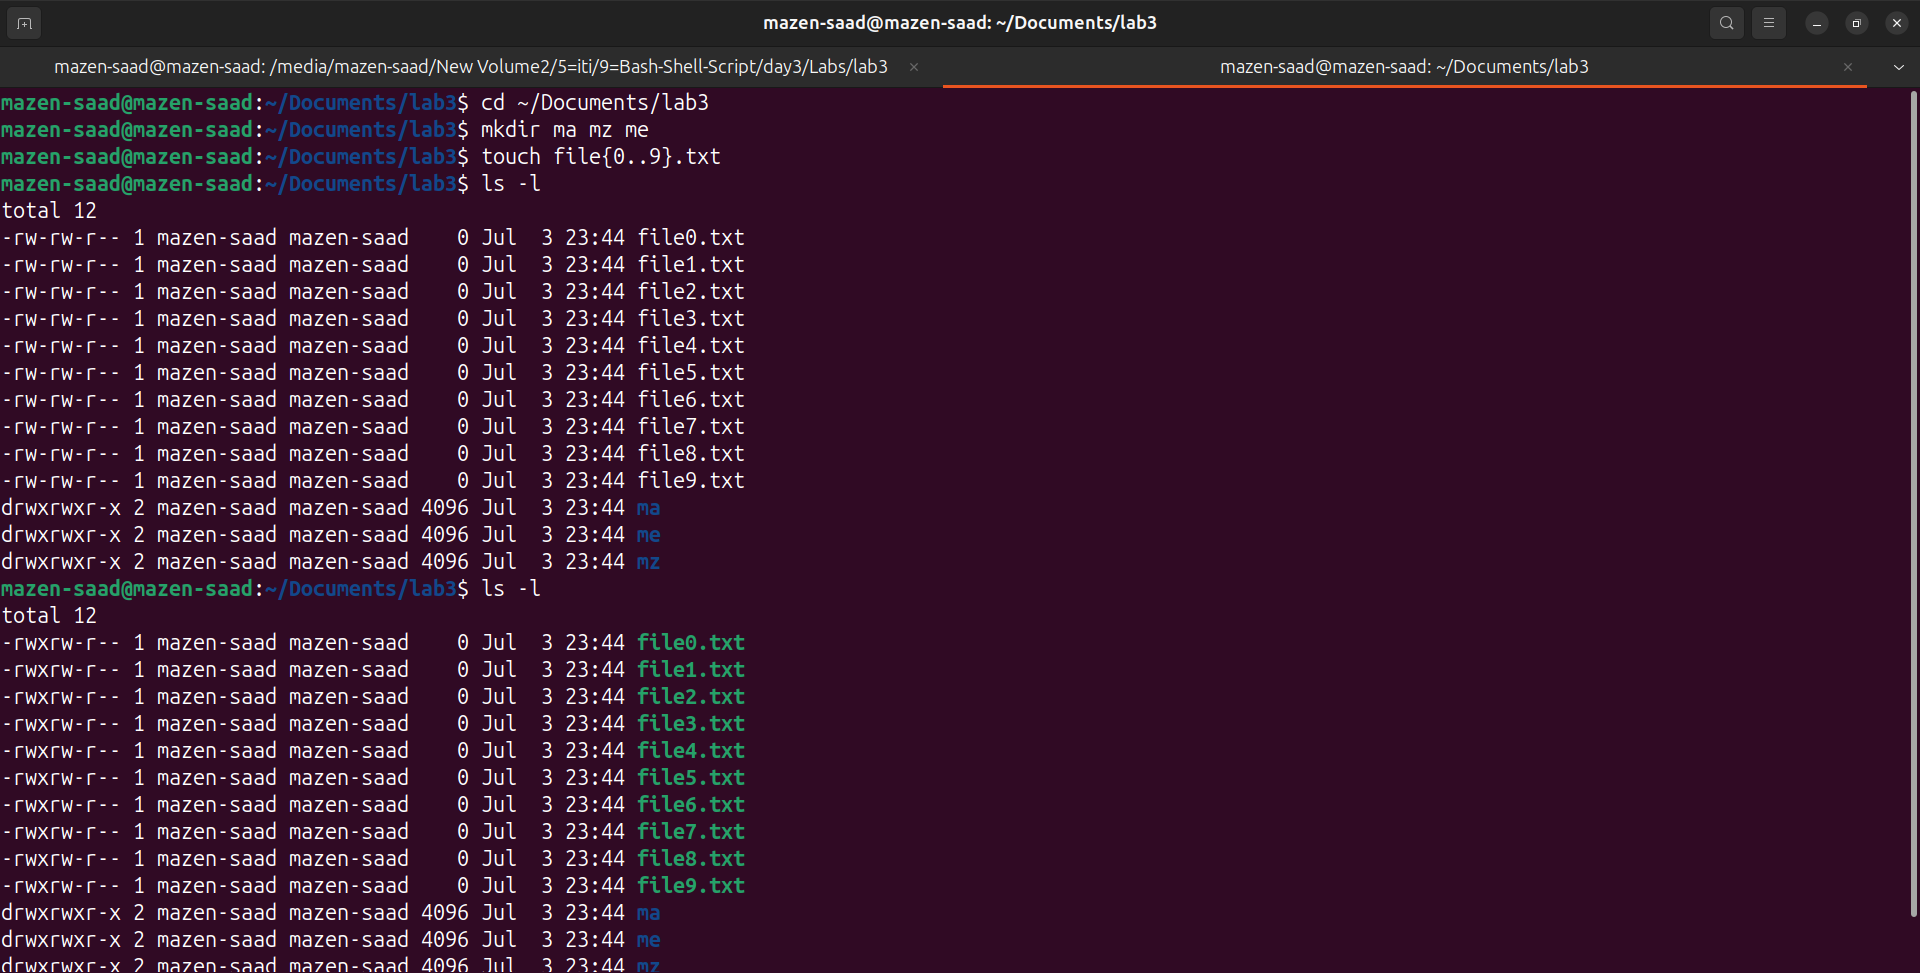 mazen-saad@mazen-saad: ~/Documents/lab3
mazen-saad@mazen-saad: /media/mazen-saad/New Volume2/5=iti/9=Bash-Shell-Script/day3/Labs/lab3
mazen-saad@mazen-saad: ~/Documents/lab3
mazen-saad@mazen-saad:~/Documents/lab3$ cd ~/Documents/lab3
mazen-saad@mazen-saad:~/Documents/lab3$ mkdir ma mz me
mazen-saad@mazen-saad:~/Documents/lab3$ touch file{0..9}.txt
mazen-saad@mazen-saad:~/Documents/lab3$ ls -l
total 12
-rw-rw-r-- 1 mazen-saad mazen-saad    0 Jul  3 23:44 file0.txt
-rw-rw-r-- 1 mazen-saad mazen-saad    0 Jul  3 23:44 file1.txt
-rw-rw-r-- 1 mazen-saad mazen-saad    0 Jul  3 23:44 file2.txt
-rw-rw-r-- 1 mazen-saad mazen-saad    0 Jul  3 23:44 file3.txt
-rw-rw-r-- 1 mazen-saad mazen-saad    0 Jul  3 23:44 file4.txt
-rw-rw-r-- 1 mazen-saad mazen-saad    0 Jul  3 23:44 file5.txt
-rw-rw-r-- 1 mazen-saad mazen-saad    0 Jul  3 23:44 file6.txt
-rw-rw-r-- 1 mazen-saad mazen-saad    0 Jul  3 23:44 file7.txt
-rw-rw-r-- 1 mazen-saad mazen-saad    0 Jul  3 23:44 file8.txt
-rw-rw-r-- 1 mazen-saad mazen-saad    0 Jul  3 23:44 file9.txt
drwxrwxr-x 2 mazen-saad mazen-saad 4096 Jul  3 23:44 ma
drwxrwxr-x 2 mazen-saad mazen-saad 4096 Jul  3 23:44 me
drwxrwxr-x 2 mazen-saad mazen-saad 4096 Jul  3 23:44 mz
mazen-saad@mazen-saad:~/Documents/lab3$ ls -l
total 12
-rwxrw-r-- 1 mazen-saad mazen-saad    0 Jul  3 23:44 file0.txt
-rwxrw-r-- 1 mazen-saad mazen-saad    0 Jul  3 23:44 file1.txt
-rwxrw-r-- 1 mazen-saad mazen-saad    0 Jul  3 23:44 file2.txt
-rwxrw-r-- 1 mazen-saad mazen-saad    0 Jul  3 23:44 file3.txt
-rwxrw-r-- 1 mazen-saad mazen-saad    0 Jul  3 23:44 file4.txt
-rwxrw-r-- 1 mazen-saad mazen-saad    0 Jul  3 23:44 file5.txt
-rwxrw-r-- 1 mazen-saad mazen-saad    0 Jul  3 23:44 file6.txt
-rwxrw-r-- 1 mazen-saad mazen-saad    0 Jul  3 23:44 file7.txt
-rwxrw-r-- 1 mazen-saad mazen-saad    0 Jul  3 23:44 file8.txt
-rwxrw-r-- 1 mazen-saad mazen-saad    0 Jul  3 23:44 file9.txt
drwxrwxr-x 2 mazen-saad mazen-saad 4096 Jul  3 23:44 ma
drwxrwxr-x 2 mazen-saad mazen-saad 4096 Jul  3 23:44 me
drwxrwxr-x 2 mazen-saad mazen-saad 4096 Jul  3 23:44 mz